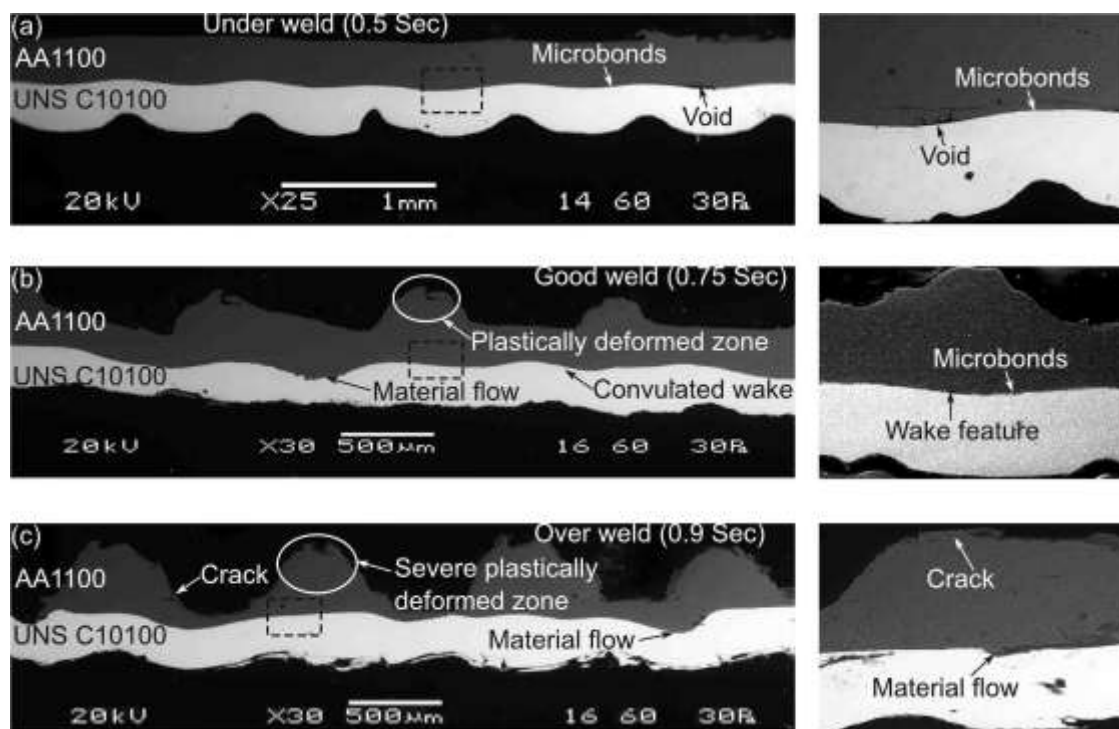 (a)
Under weld (0.5 Sec)
AA1100
Microbonds
UNS C10100
Void
20kV X25 1mm 14 60 30Pa
Microbonds
Void
(b)
Good weld (0.75 Sec)
AA1100
Plastically deformed zone
UNS C10100
Material flow
Convulated wake
20kV X30 500µm 16 60 30Pa
Microbonds
Wake feature
(c)
Over weld (0.9 Sec)
AA1100
Crack
Severe plastically
deformed zone
UNS C10100
Material flow
20kV X30 500µm 16 60 30Pa
Crack
Material flow